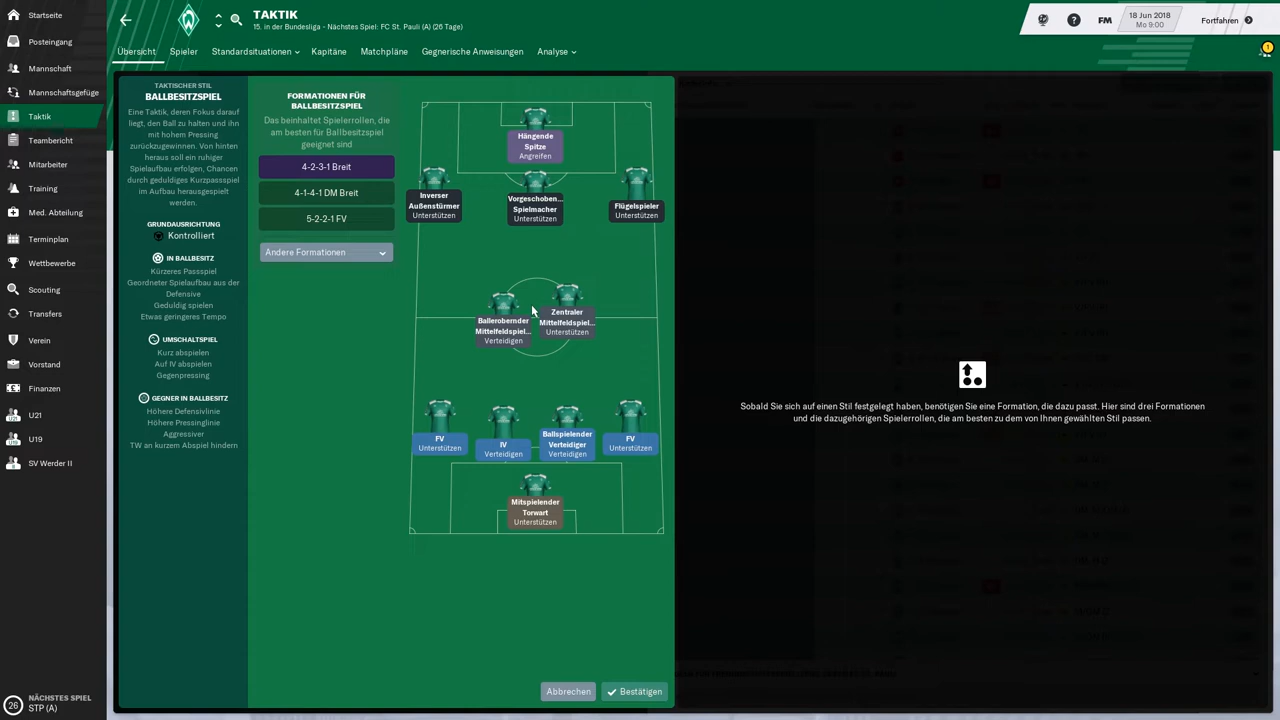 Startseite
Posteingang
Mannschaft
Mannschaftsgefüge
Taktik
Teambericht
Mitarbeiter
Training
Med. Abteilung
Terminplan
Wettbewerbe
Scouting
Transfers
Verein
Vorstand
Finanzen
U21
U19
SV Werder II
26
NÄCHSTES SPIEL
STP (A)
TAKTIK
15. in der Bundesliga - Nächstes Spiel: FC St. Pauli (A) (26 Tage)
?
FM
18 Jun 2018
Mo 9:00
Fortfahren
Übersicht
Spieler
Standardsituationen
Kapitäne
Matchpläne
Gegnerische Anweisungen
Analyse
1
TAKTISCHER STIL
BALLBESITZSPIEL
Eine Taktik, deren Fokus darauf
liegt, den Ball zu halten und ihn
mit hohem Pressing
zurückzugewinnen. Von hinten
heraus soll ein ruhiger
Spielaufbau erfolgen, Chancen
durch geduldiges Kurzpassspiel
im Aufbau herausgespielt
werden.
GRUNDAUSRICHTUNG
Kontrolliert
IN BALLBESITZ
Kürzeres Passspiel
Geordneter Spielaufbau aus der
Defensive
Geduldig spielen
Etwas geringeres Tempo
UMSCHALTSPIEL
Kurz abspielen
Auf IV abspielen
Gegenpressing
GEGNER IN BALLBESITZ
Höhere Defensivlinie
Höhere Pressinglinie
Aggressiver
TW an kurzem Abspiel hindern
FORMATIONEN FÜR
BALLBESITZSPIEL
Das beinhaltet Spielerrollen, die
am besten für Ballbesitzspiel
geeignet sind
4-2-3-1 Breit
4-1-4-1 DM Breit
5-2-2-1 FV
Andere Formationen
Hängende
Spitze
Angreifen
Inverser
Außenstürmer
Unterstützen
Vorgeschoben...
Spielmacher
Unterstützen
Flügelspieler
Unterstützen
Ballerobernder
Mittelfeldspiel...
Verteidigen
Zentraler
Mittelfeldspiel...
Unterstützen
FV
Unterstützen
IV
Verteidigen
Ballspielender
Verteidiger
Verteidigen
FV
Unterstützen
Mitspielender
Torwart
Unterstützen
Abbrechen
Bestätigen
Sobald Sie sich auf einen Stil festgelegt haben, benötigen Sie eine Formation, die dazu passt. Hier sind drei Formationen
und die dazugehörigen Spielerrollen, die am besten zu dem von Ihnen gewählten Stil passen.